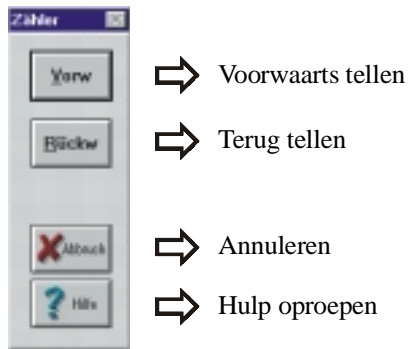 Zähler
Vorw
Voorwaarts tellen
Rückw
Terug tellen
Abbruch
Annuleren
Hilfe
Hulp oproepen